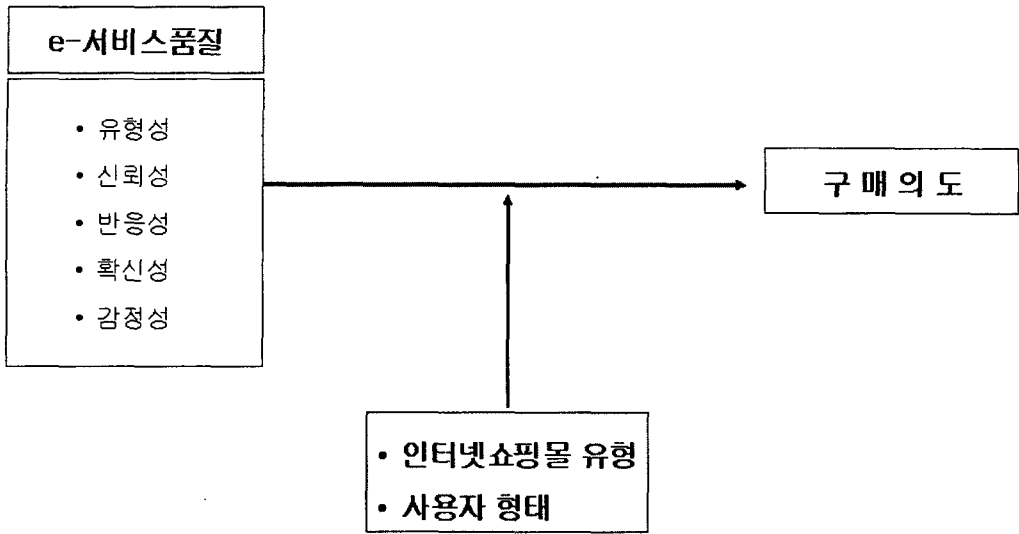 e-서비스품질
• 유형성
• 신뢰성
• 반응성
• 확신성
• 감정성
구매의도
• 인터넷쇼핑몰 유형
• 사용자 형태